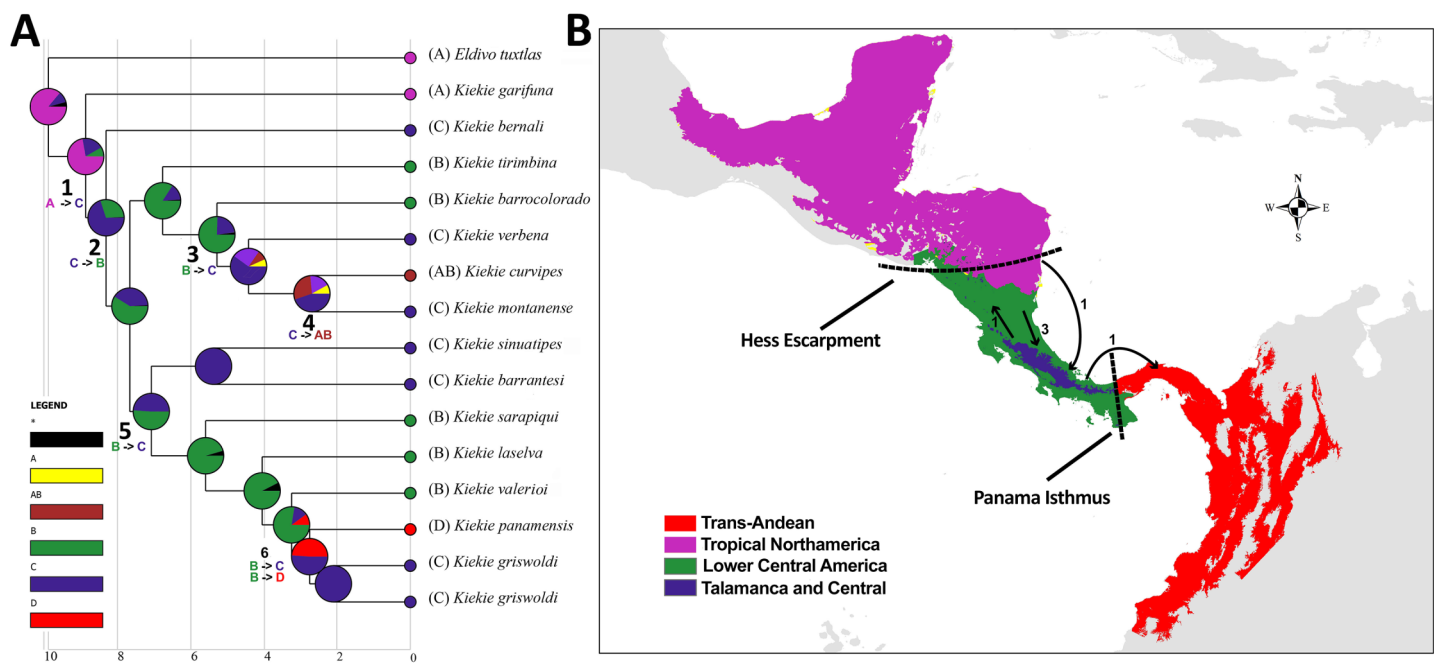 A
(A) Eldivo tuxtlas
(A) Kiekie garifuna
(C) Kiekie bernali
(B) Kiekie tirimbina
(B) Kiekie barrocolorado
(C) Kiekie verbena
(AB) Kiekie curvipes
(C) Kiekie montanense
(C) Kiekie sinuatipes
(C) Kiekie barrantesi
(B) Kiekie sarapiqui
(B) Kiekie laselva
(B) Kiekie valerioi
(D) Kiekie panamensis
(C) Kiekie griswoldi
(C) Kiekie griswoldi
1
A -> C
2
C -> B
3
B -> C
4
C -> AB
5
B -> C
6
B -> C
B -> D
LEGEND
*
A
AB
B
C
D
10 8 6 4 2 0
B
N
W E
S
Hess Escarpment
1
1
3
1
Panama Isthmus
Trans-Andean
Tropical Northamerica
Lower Central America
Talamanca and Central